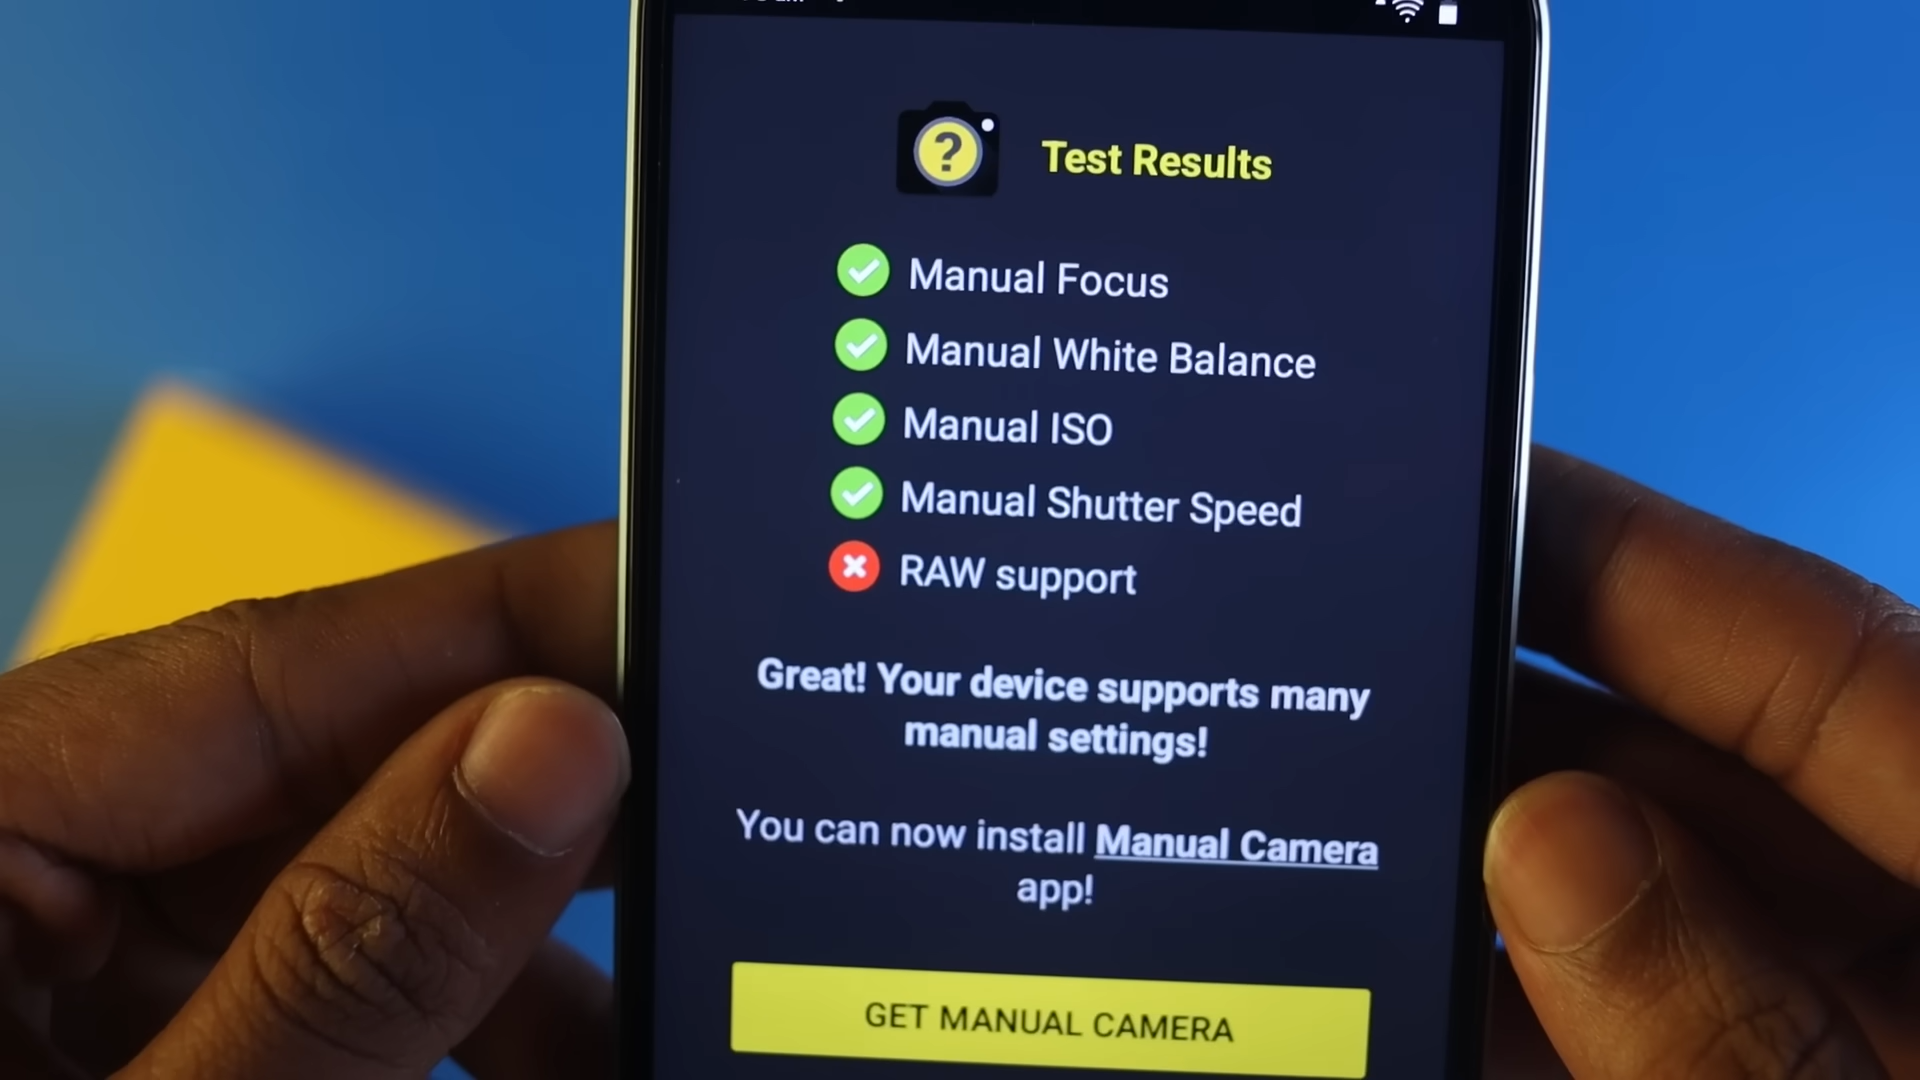 ?
Test Results
Manual Focus
Manual White Balance
Manual ISO
Manual Shutter Speed
RAW support
Great! Your device supports many
manual settings!
You can now install Manual Camera
app!
GET MANUAL CAMERA